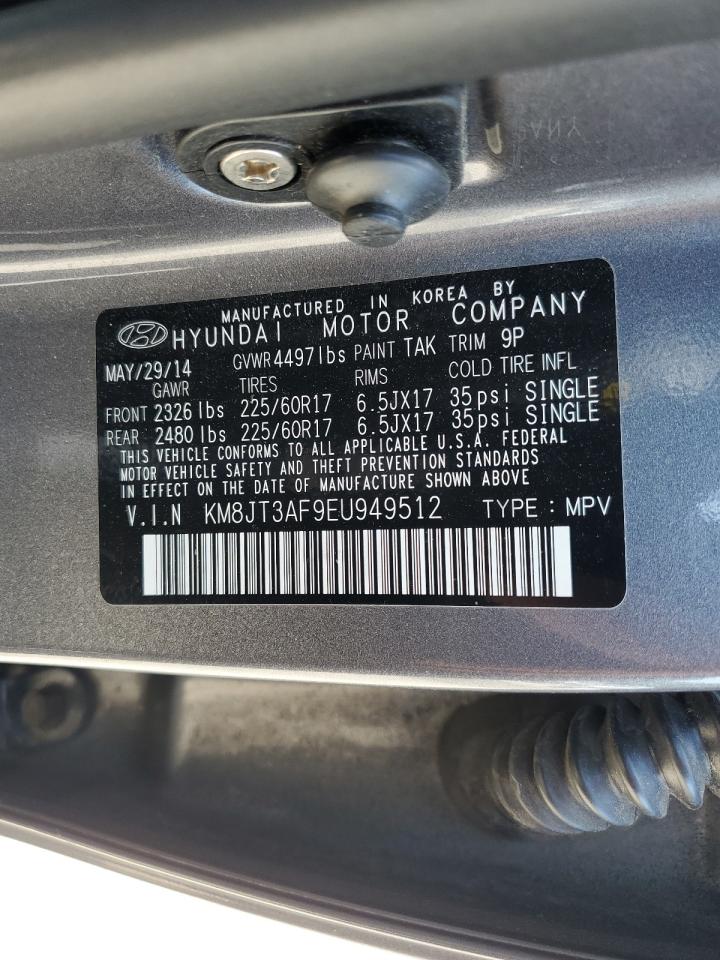 MANUFACTURED IN KOREA BY
HYUNDAI MOTOR COMPANY
MAY/29/14 GVWR 4497lbs PAINT TAK TRIM 9P
GAWR TIRES RIMS COLD TIRE INFL
FRONT 2326 lbs 225/60R17 6.5JX17 35psi SINGLE
REAR 2480 lbs 225/60R17 6.5JX17 35psi SINGLE
THIS VEHICLE CONFORMS TO ALL APPLICABLE U.S.A. FEDERAL
MOTOR VEHICLE SAFETY AND THEFT PREVENTION STANDARDS
IN EFFECT ON THE DATE OF MANUFACTURE SHOWN ABOVE
V.I.N KM8JT3AF9EU949512 TYPE : MPV